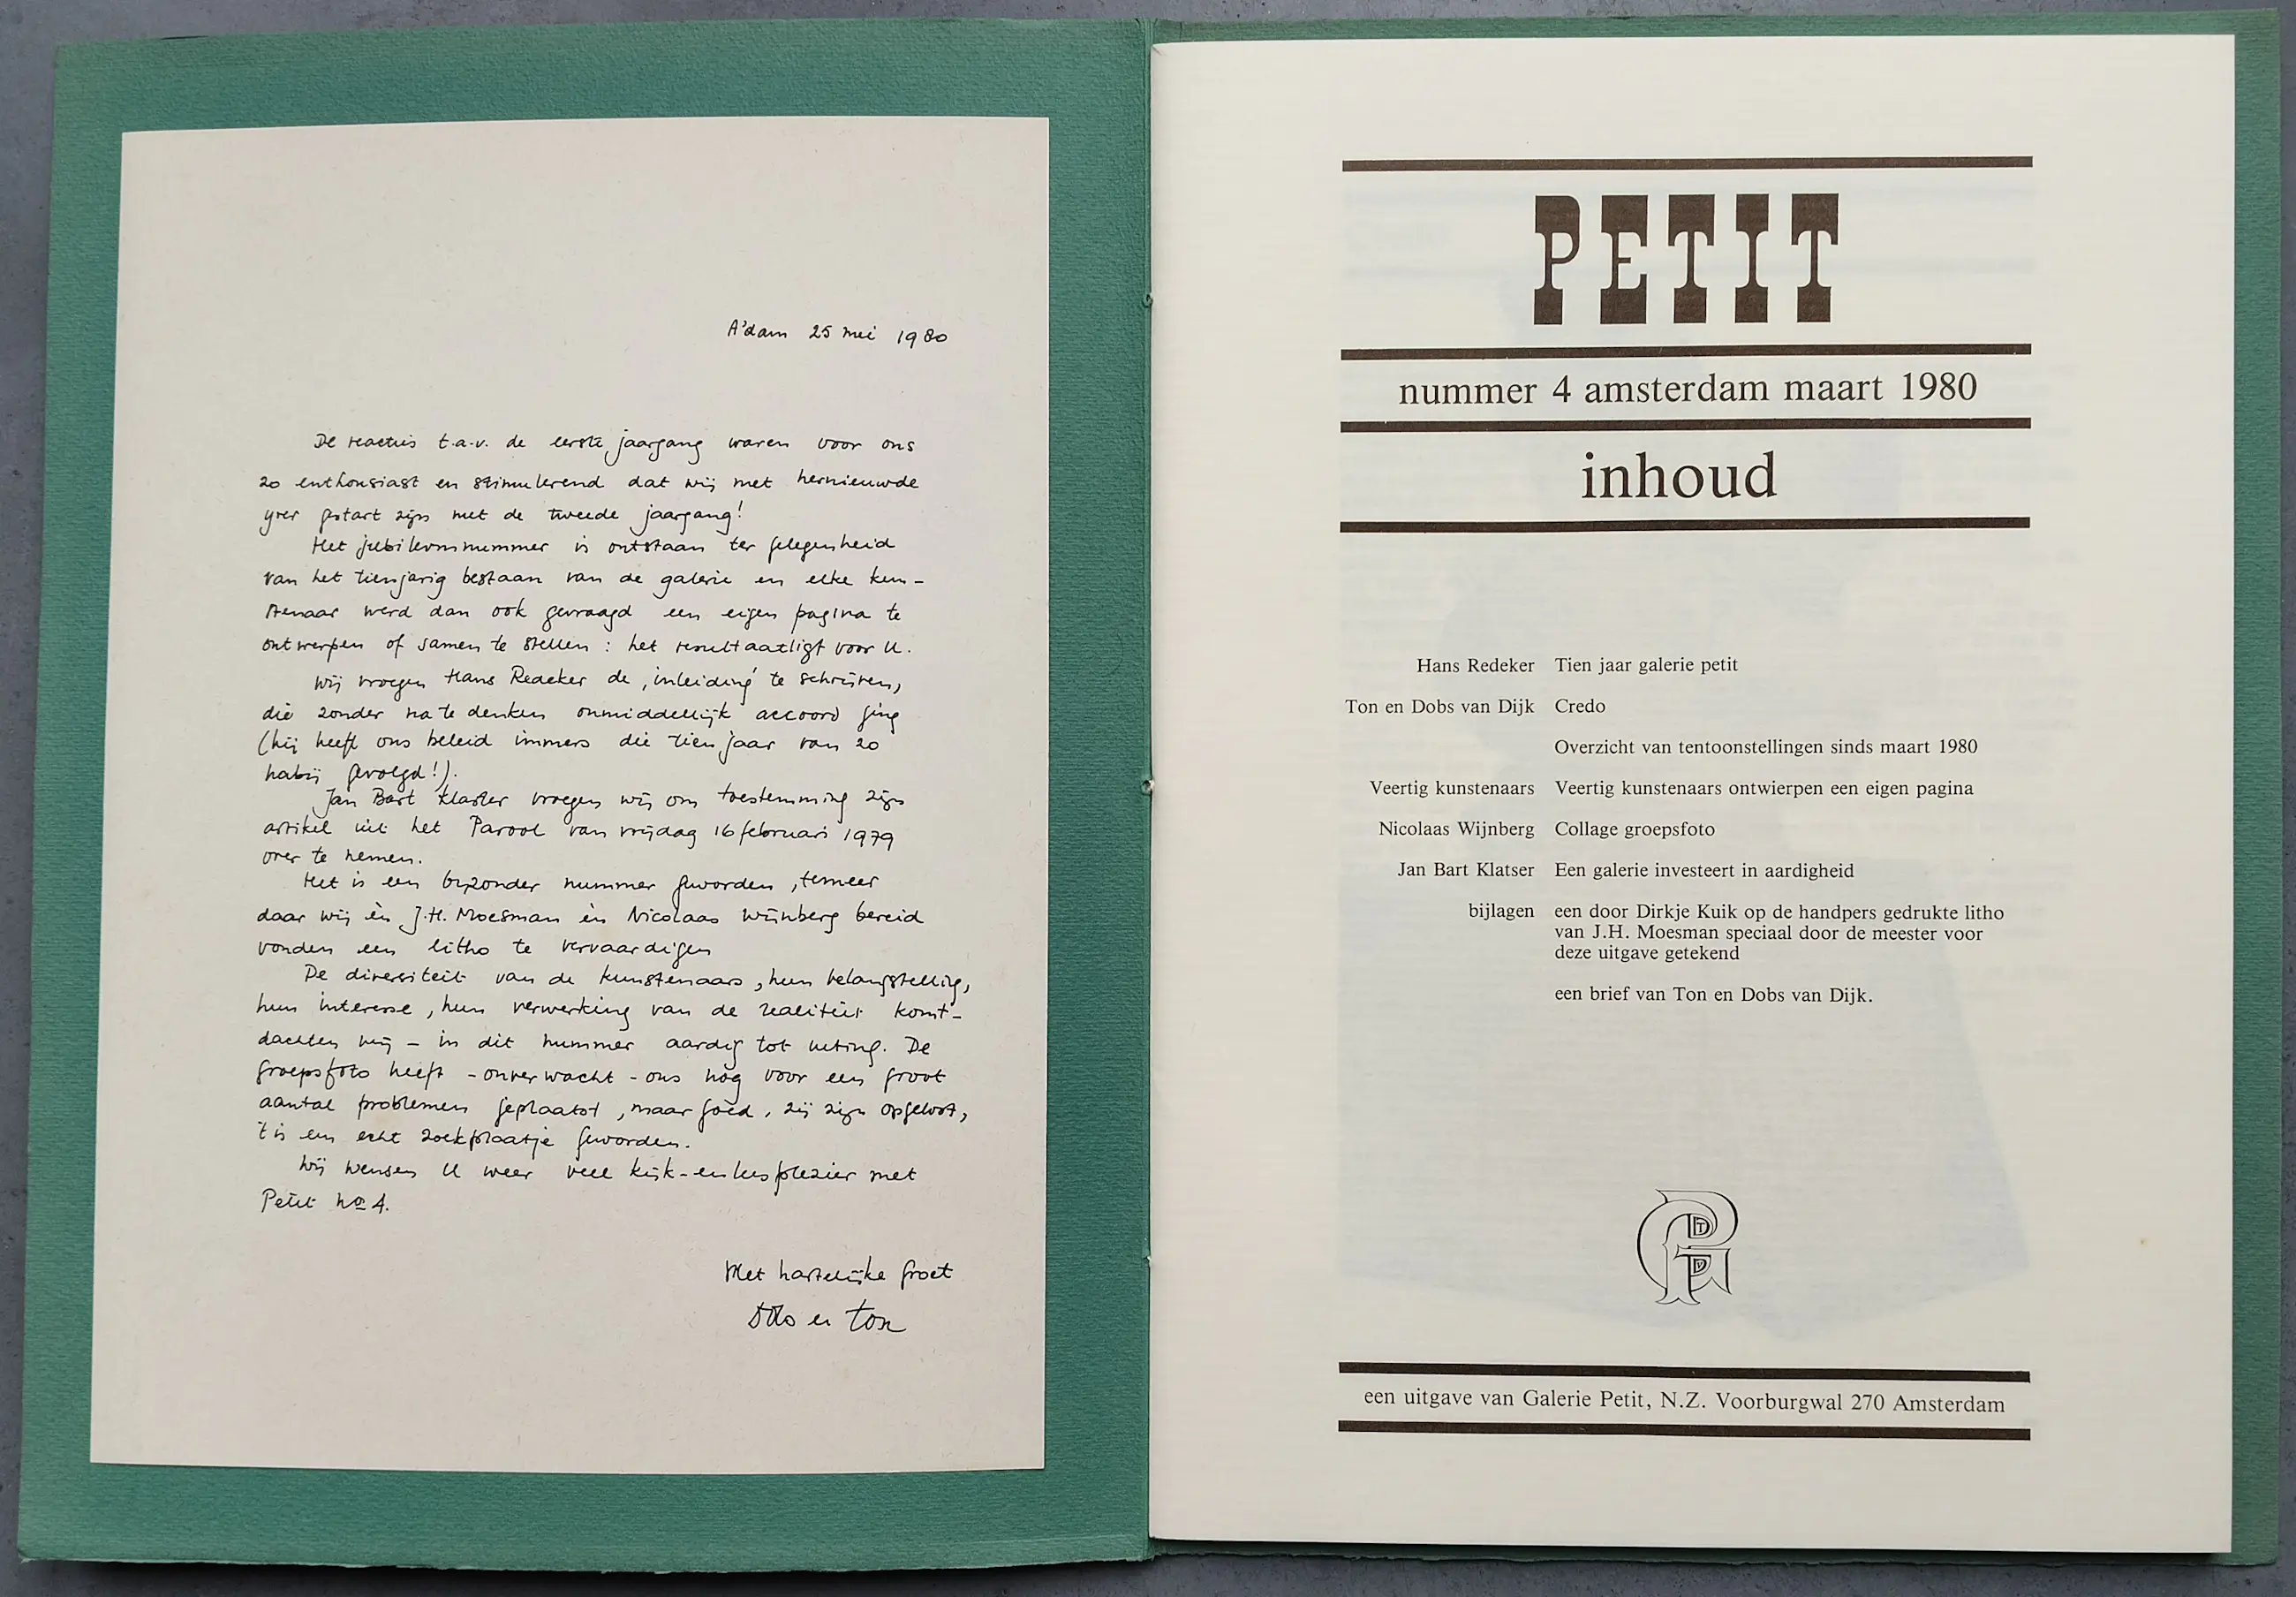 A'dam 25 mei 1980
De reacties t.a.v. de eerste jaargang waren voor ons
zo enthousiast en stimulerend dat wij met hernieuwde
ijver gestart zijn met de tweede jaargang!
Het jubileumnummer is ontstaan ter gelegenheid
van het tienjarig bestaan van de galerie en elke kun-
stenaar werd dan ook gevraagd een eigen pagina te
ontwerpen of samen te stellen : het resultaat ligt voor U.
Wij vroegen Hans Redeker de 'inleiding' te schrijven,
die zonder na te denken onmiddellijk accoord ging
(hij heeft ons beleid immers die tien jaar van zo
nabij gevolgd!).
Jan Bart Klaster vroegen wij om toestemming zijn
artikel uit het Parool van vrijdag 16 februari 1979
over te nemen.
Het is een bijzonder nummer geworden, temeer
daar wij èn J.H. Moesman èn Nicolaas Wijnberg bereid
vonden een litho te vervaardigen
De diversiteit van de kunstenaars, hun belangstelling,
hun interesse, hun verwerking van de realiteit komt-
dachten wij - in dit nummer aardig tot uiting. De
groepsfoto heeft - onverwacht - ons nog voor een groot
aantal problemen geplaatst, maar goed, zij zijn opgelost,
't is een echt zoekplaatje geworden.
Wij wensen U weer veel kijk-en leesplezier met
Petit no 4.
Met hartelijke groet
Dobs en Ton
PETIT
nummer 4 amsterdam maart 1980
inhoud
Hans Redeker Tien jaar galerie petit
Ton en Dobs van Dijk Credo
Overzicht van tentoonstellingen sinds maart 1980
Veertig kunstenaars Veertig kunstenaars ontwierpen een eigen pagina
Nicolaas Wijnberg Collage groepsfoto
Jan Bart Klatser Een galerie investeert in aardigheid
bijlagen een door Dirkje Kuik op de handpers gedrukte litho
van J.H. Moesman speciaal door de meester voor
deze uitgave getekend
een brief van Ton en Dobs van Dijk.
een uitgave van Galerie Petit, N.Z. Voorburgwal 270 Amsterdam